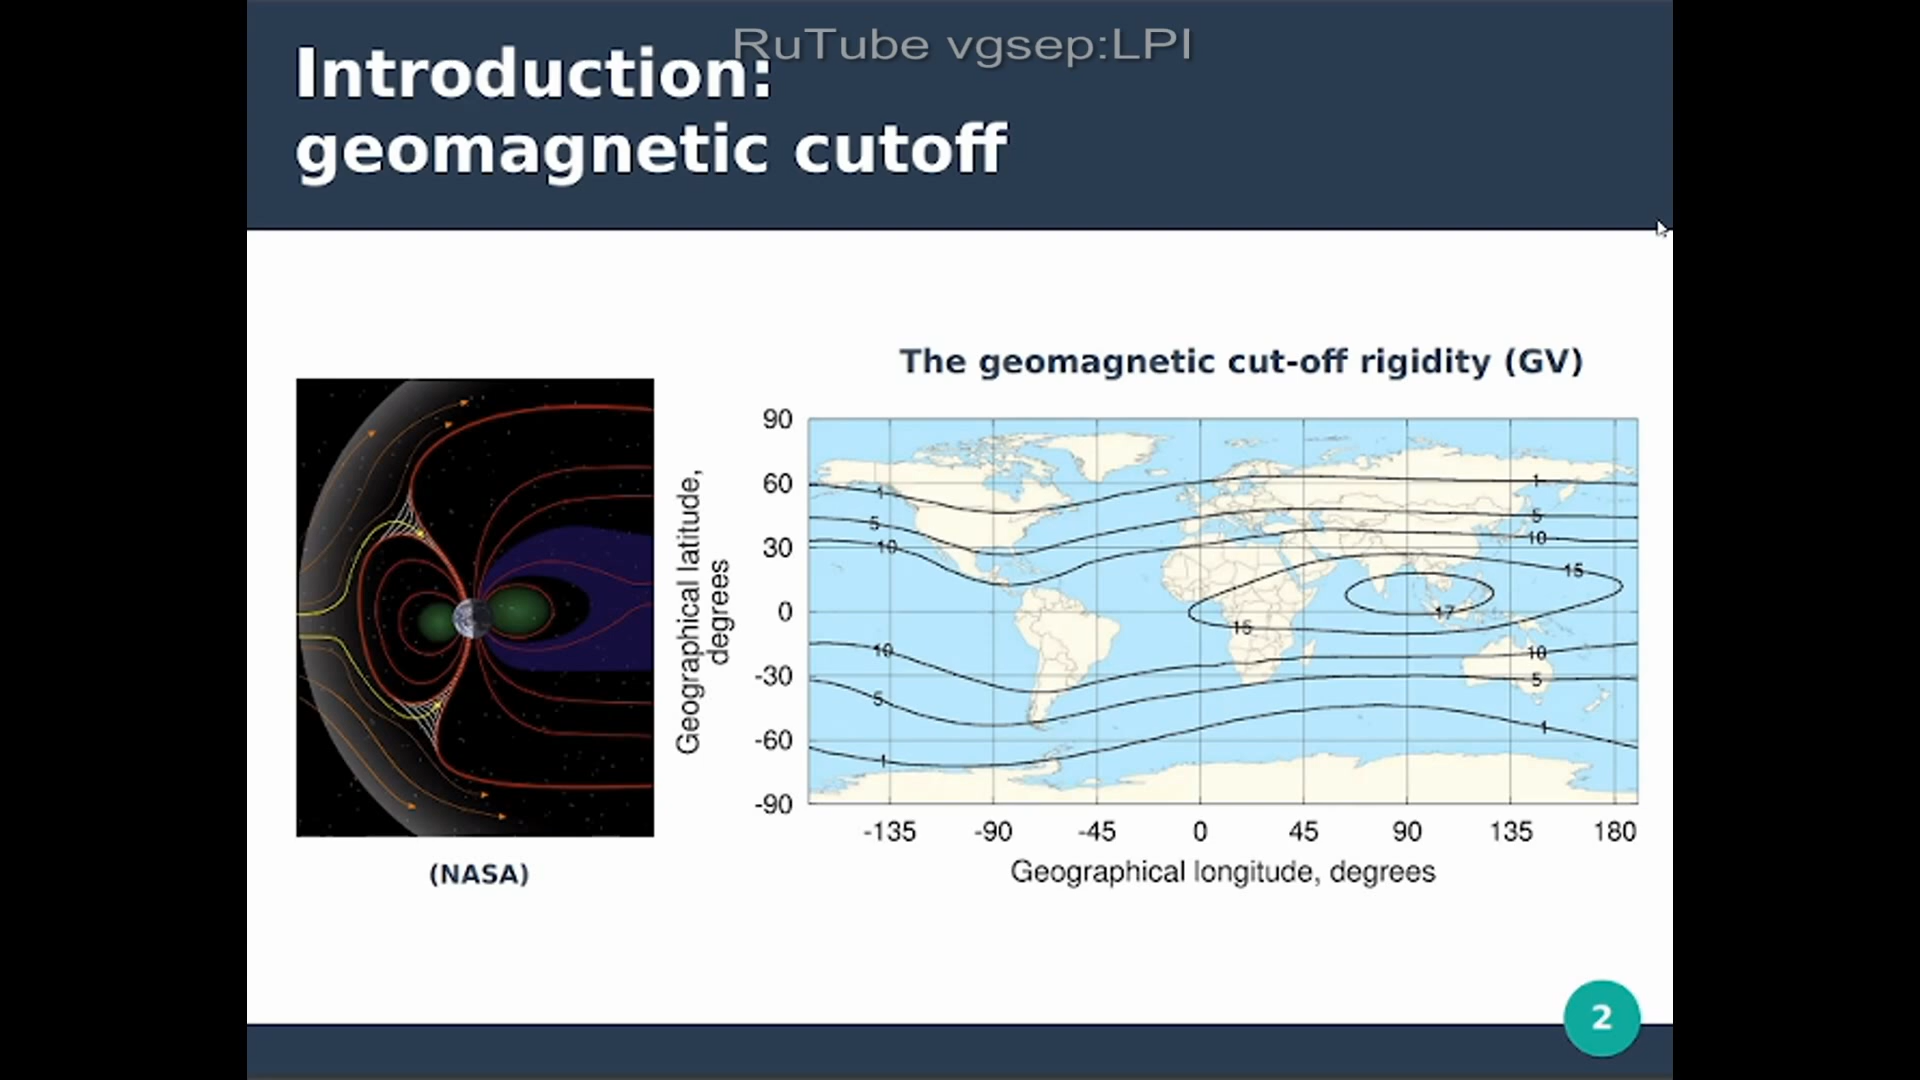 RuTube vgsep:LPI
Introduction:
geomagnetic cutoff
The geomagnetic cut-off rigidity (GV)
Geographical latitude,
degrees
90
60
30
0
-30
-60
-90
1
1
5
5
10
10
15
17
15
10
10
5
5
1
1
-135 -90 -45 0 45 90 135 180
Geographical longitude, degrees
(NASA)
2